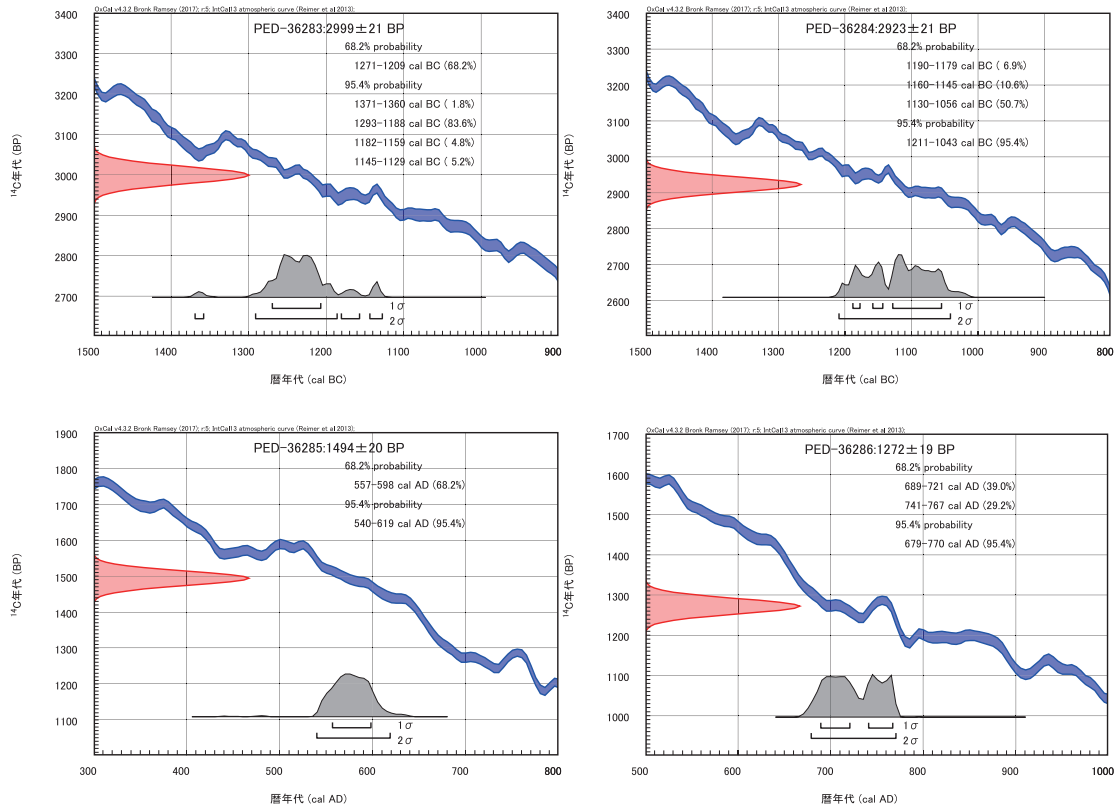 OxCal v4.3.2 Bronk Ramsey (2017); r:5; IntCal13 atmospheric curve (Reimer et al 2013);
PED-36283:2999±21 BP
68.2% probability
1271-1209 cal BC (68.2%)
95.4% probability
1371-1360 cal BC ( 1.8%)
1293-1188 cal BC (83.6%)
1182-1159 cal BC ( 4.8%)
1145-1129 cal BC ( 5.2%)
¹⁴C年代 (BP)
3400
3300
3200
3100
3000
2900
2800
2700
1σ
2σ
1500 1400 1300 1200 1100 1000 900
暦年代 (cal BC)
OxCal v4.3.2 Bronk Ramsey (2017); r:5; IntCal13 atmospheric curve (Reimer et al 2013);
PED-36284:2923±21 BP
68.2% probability
1190-1179 cal BC ( 6.9%)
1160-1145 cal BC (10.6%)
1130-1056 cal BC (50.7%)
95.4% probability
1211-1043 cal BC (95.4%)
¹⁴C年代 (BP)
3300
3200
3100
3000
2900
2800
2700
2600
1σ
2σ
1500 1400 1300 1200 1100 1000 900 800
暦年代 (cal BC)
OxCal v4.3.2 Bronk Ramsey (2017); r:5; IntCal13 atmospheric curve (Reimer et al 2013);
PED-36285:1494±20 BP
68.2% probability
557-598 cal AD (68.2%)
95.4% probability
540-619 cal AD (95.4%)
¹⁴C年代 (BP)
1900
1800
1700
1600
1500
1400
1300
1200
1100
1σ
2σ
300 400 500 600 700 800
暦年代 (cal AD)
OxCal v4.3.2 Bronk Ramsey (2017); r:5; IntCal13 atmospheric curve (Reimer et al 2013);
PED-36286:1272±19 BP
68.2% probability
689-721 cal AD (39.0%)
741-767 cal AD (29.2%)
95.4% probability
679-770 cal AD (95.4%)
¹⁴C年代 (BP)
1700
1600
1500
1400
1300
1200
1100
1000
1σ
2σ
500 600 700 800 900 1000
暦年代 (cal AD)